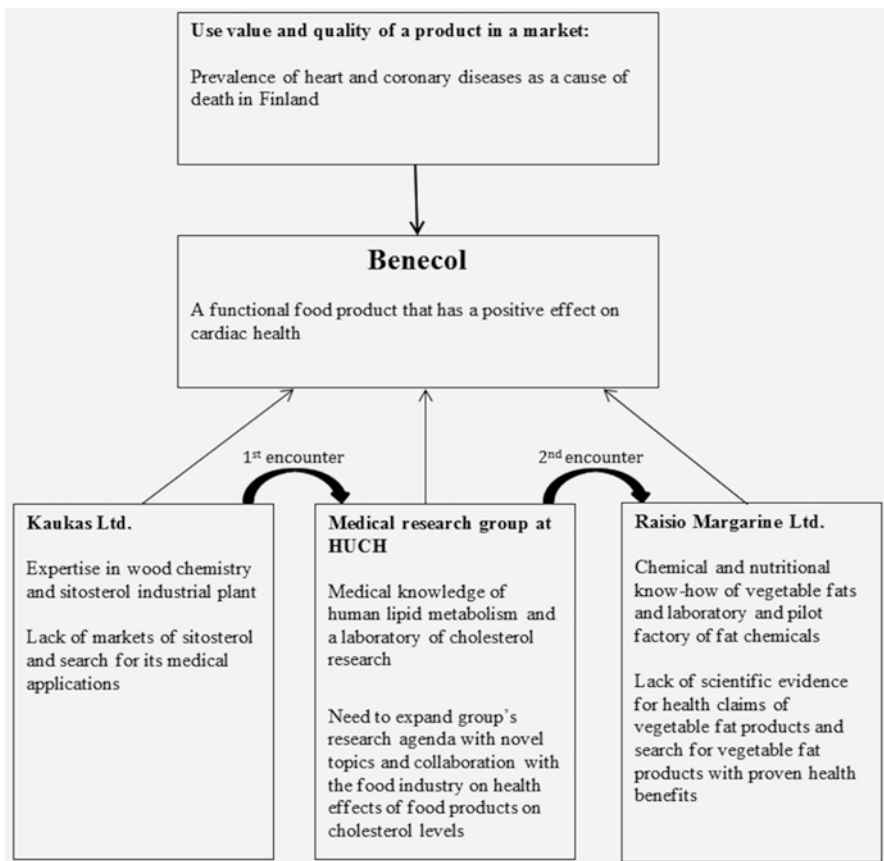 Use value and quality of a product in a market:
Prevalence of heart and coronary diseases as a cause of
death in Finland
Benecol
A functional food product that has a positive effect on
cardiac health
1st encounter
2nd encounter
Kaukas Ltd.
Expertise in wood chemistry
and sitosterol industrial plant
Lack of markets of sitosterol
and search for its medical
applications
Medical research group at
HUCH
Medical knowledge of
human lipid metabolism and
a laboratory of cholesterol
research
Need to expand group's
research agenda with novel
topics and collaboration with
the food industry on health
effects of food products on
cholesterol levels
Raisio Margarine Ltd.
Chemical and nutritional
know-how of vegetable fats
and laboratory and pilot
factory of fat chemicals
Lack of scientific evidence
for health claims of
vegetable fat products and
search for vegetable fat
products with proven health
benefits